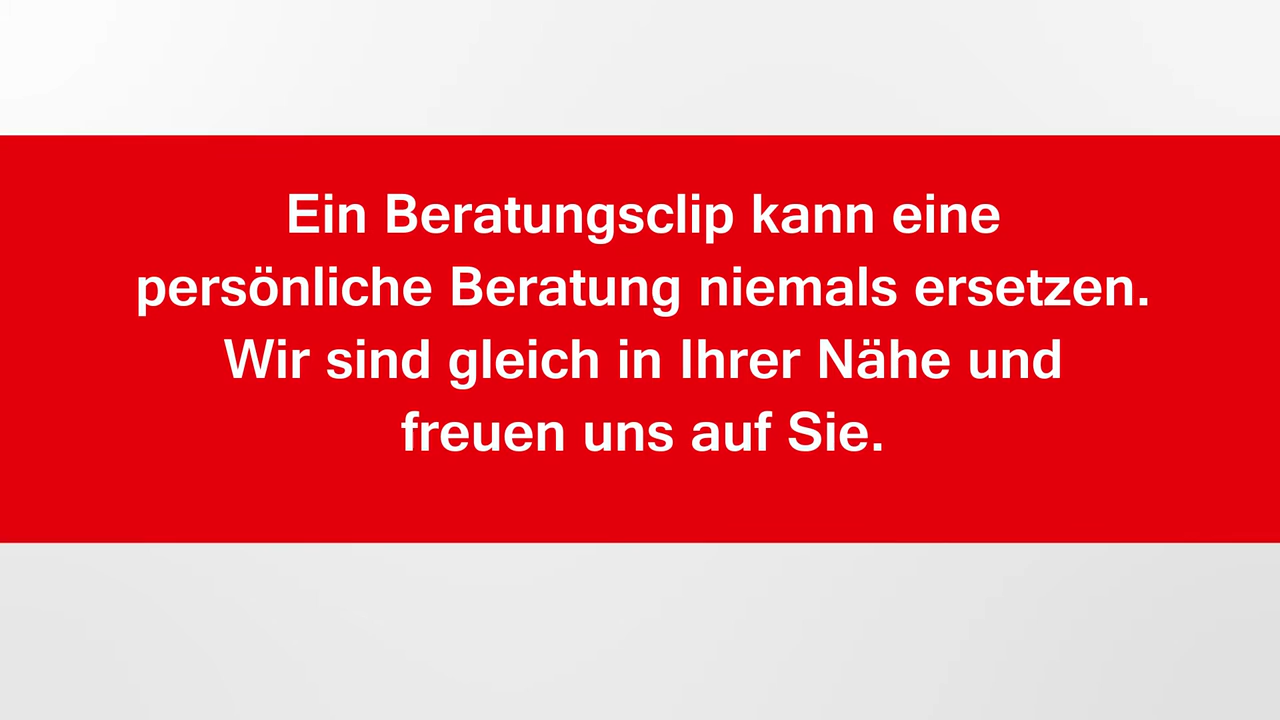 Ein Beratungsclip kann eine
persönliche Beratung niemals ersetzen.
Wir sind gleich in Ihrer Nähe und
freuen uns auf Sie.